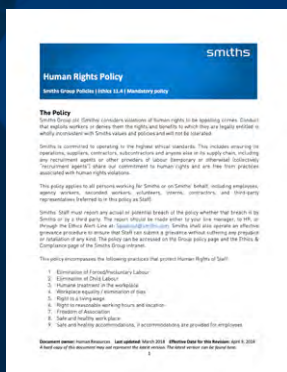 smiths
Human Rights Policy
Smiths Group Policies | Ethics 11.4 | Mandatory policy
The Policy
Smiths Group plc (Smiths) considers violations of human rights to be appalling crimes. Conduct
that exploits workers or denies them the rights and benefits to which they are legally entitled is
wholly inconsistent with Smiths values and policies and will not be tolerated.
Smiths is committed to operating to the highest ethical standards. This includes ensuring its
operations, suppliers, contractors, subcontractors and anyone else in its supply chain, including
any recruitment agents or other providers of labour (temporary or otherwise) (collectively
"recruitment agents") share our commitment to human rights and are free from practices
associated with human rights violations.
This policy applies to all persons working for Smiths or on Smiths' behalf, including employees,
agency workers, seconded workers, volunteers, interns, contractors, and third-party
representatives (referred to in this policy as Staff).
Smiths' Staff must report any actual or potential breach of the policy whether that breach is by
Smiths or by a third party. The report should be made either to your line manager, to HR, or
through the Ethics Alert Line at: Speakout@smiths.com. Smiths shall also operate an effective
grievance procedure to ensure that Staff can submit a grievance without suffering any prejudice
or retaliation of any kind. The policy can be accessed on the Group policy page and the Ethics &
Compliance page of the Smiths Group intranet.
This policy encompasses the following practices that protect Human Rights of Staff:
1. Elimination of Forced/Involuntary Labour
2. Elimination of Child Labour
3. Humane treatment in the workplace
4. Workplace equality / elimination of bias
5. Right to a living wage
6. Right to reasonable working hours and vacation
7. Freedom of Association
8. Safe and healthy work place
9. Safe and healthy accommodations, if accommodations are provided for employees
Document owner: Human Resources Last updated: March 2018 Effective Date for this Revision: April 9, 2018
A hard copy of this document may not represent the latest version. The latest version can be found here.
1